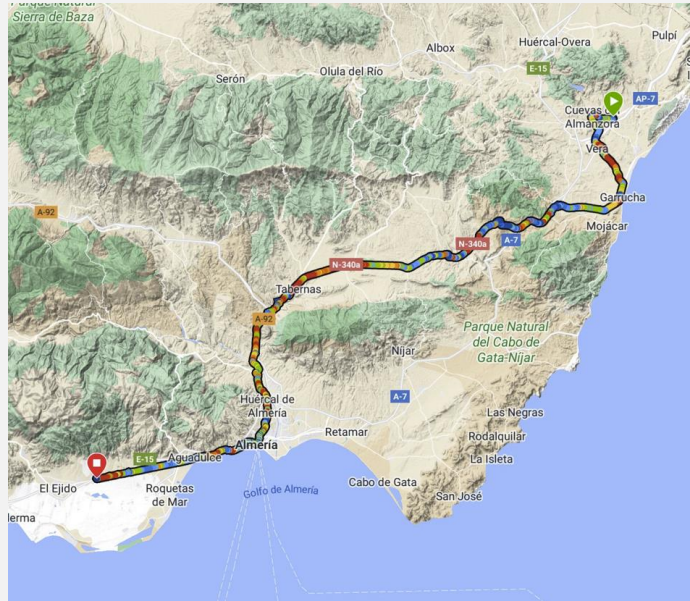 Parque Natural
Sierra de Baza
Pulpí
Huércal-Overa
Albox
E-15
Olula del Río
Serón
AP-7
Cuevas
Almanzora
Vera
Garrucha
A-92
Mojácar
A-7
N-340a
N-340a
Tabernas
A-92
Parque Natural
del Cabo de
Gata-Níjar
Níjar
A-7
Huércal de
Almería
Las Negras
Retamar
Rodalquilar
Almería
E-15
Aguadulce
La Isleta
Cabo de Gata
El Ejido
Roquetas
de Mar
Golfo de Almería
San José
lerma